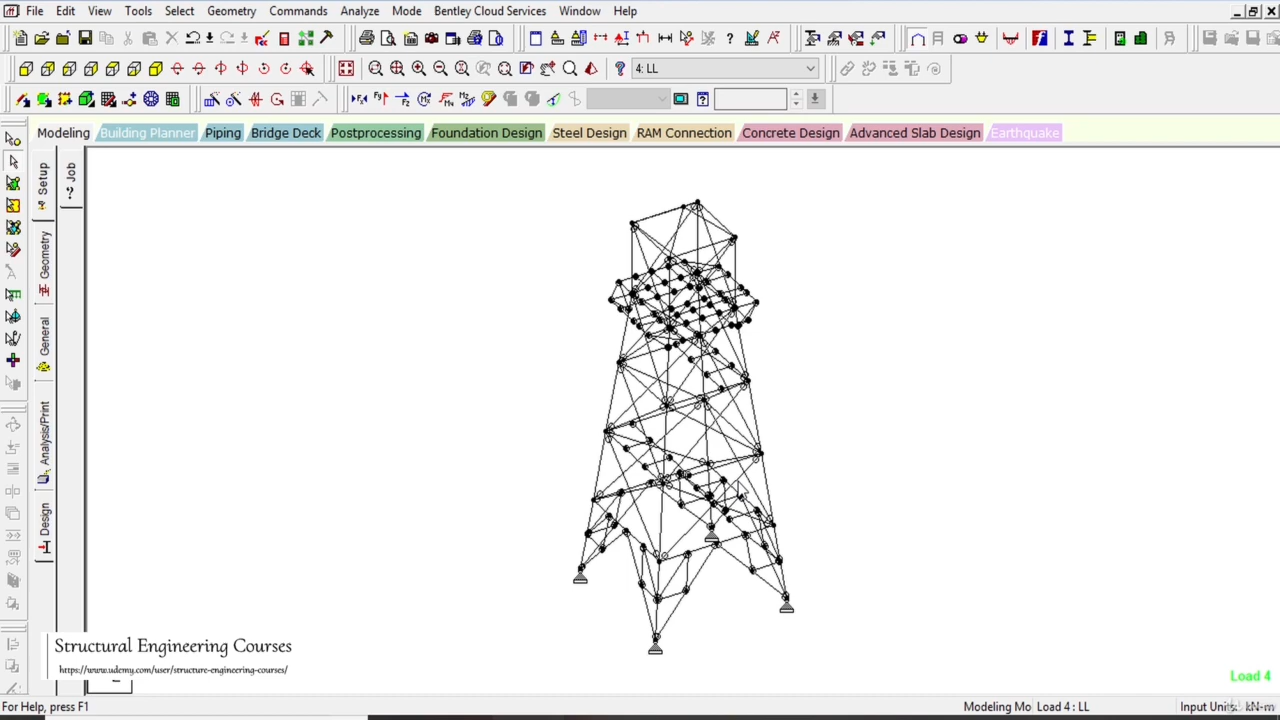 File Edit View Tools Select Geometry Commands Analyze Mode Bentley Cloud Services Window Help
4: LL
Modeling Building Planner Piping Bridge Deck Postprocessing Foundation Design Steel Design RAM Connection Concrete Design Advanced Slab Design Earthquake
Setup
Job
Geometry
General
Analysis/Print
Design
Structural Engineering Courses
https://www.udemy.com/user/structure-engineering-courses/
Load 4
For Help, press F1
Modeling Mo Load 4 : LL Input Units: kN-m